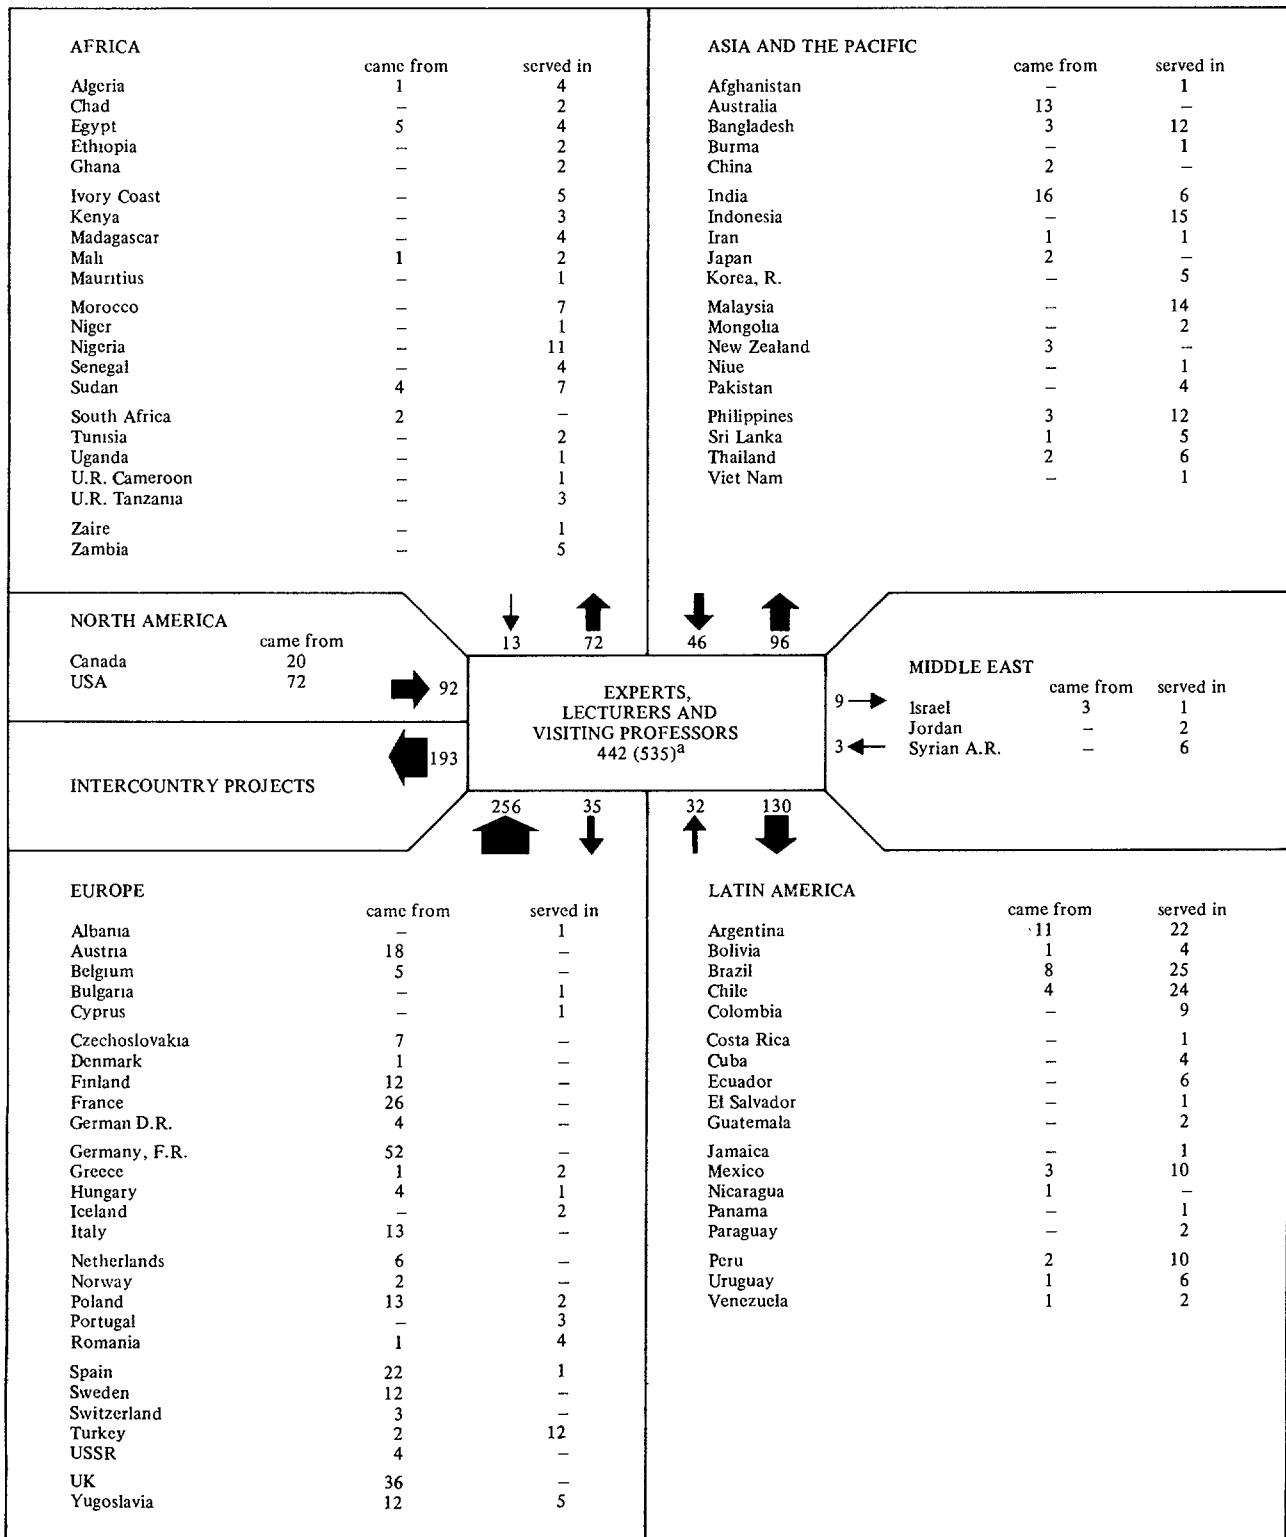 AFRICA
came from served in
Algeria 1 4
Chad – 2
Egypt 5 4
Ethiopia – 2
Ghana – 2
Ivory Coast – 5
Kenya – 3
Madagascar – 4
Mali 1 2
Mauritius – 1
Morocco – 7
Niger – 1
Nigeria – 11
Senegal – 4
Sudan 4 7
South Africa 2 –
Tunisia – 2
Uganda – 1
U.R. Cameroon – 1
U.R. Tanzania – 3
Zaire – 1
Zambia – 5
13 72
ASIA AND THE PACIFIC
came from served in
Afghanistan – 1
Australia 13 –
Bangladesh 3 12
Burma – 1
China 2 –
India 16 6
Indonesia – 15
Iran 1 1
Japan 2 –
Korea, R. – 5
Malaysia – 14
Mongolia – 2
New Zealand 3 –
Niue – 1
Pakistan – 4
Philippines 3 12
Sri Lanka 1 5
Thailand 2 6
Viet Nam – 1
46 96
NORTH AMERICA
came from
Canada 20
USA 72
92
INTERCOUNTRY PROJECTS
193
EXPERTS,
LECTURERS AND
VISITING PROFESSORS
442 (535)a
MIDDLE EAST
came from served in
9 Israel 3 1
Jordan – 2
3 Syrian A.R. – 6
256 35
32 130
EUROPE
came from served in
Albania – 1
Austria 18 –
Belgium 5 –
Bulgaria – 1
Cyprus – 1
Czechoslovakia 7 –
Denmark 1 –
Finland 12 –
France 26 –
German D.R. 4 –
Germany, F.R. 52 –
Greece 1 2
Hungary 4 1
Iceland – 2
Italy 13 –
Netherlands 6 –
Norway 2 –
Poland 13 2
Portugal – 3
Romania 1 4
Spain 22 1
Sweden 12 –
Switzerland 3 –
Turkey 2 12
USSR 4 –
UK 36 –
Yugoslavia 12 5
LATIN AMERICA
came from served in
Argentina 11 22
Bolivia 1 4
Brazil 8 25
Chile 4 24
Colombia – 9
Costa Rica – 1
Cuba – 4
Ecuador – 6
El Salvador – 1
Guatemala – 2
Jamaica – 1
Mexico 3 10
Nicaragua 1 –
Panama – 1
Paraguay – 2
Peru 2 10
Uruguay 1 6
Venezuela 1 2